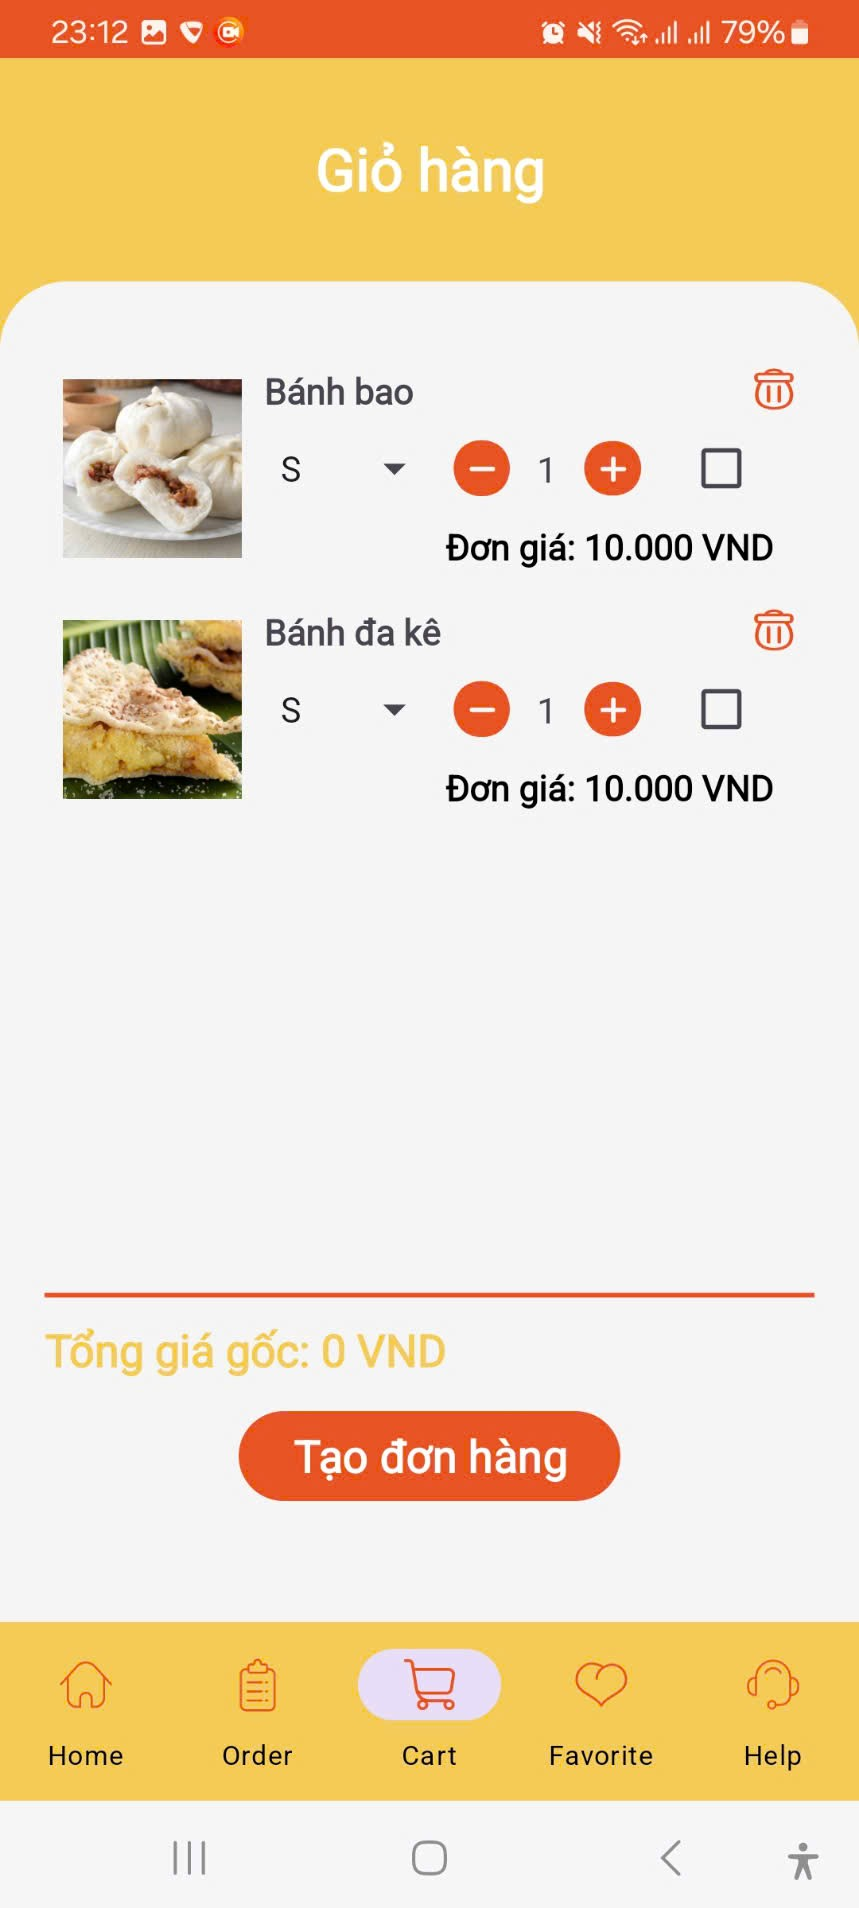 23:12 79%
Giỏ hàng
Bánh bao
S 1
Đơn giá: 10.000 VND
Bánh đa kê
S 1
Đơn giá: 10.000 VND
Tổng giá gốc: 0 VND
Tạo đơn hàng
Home Order Cart Favorite Help